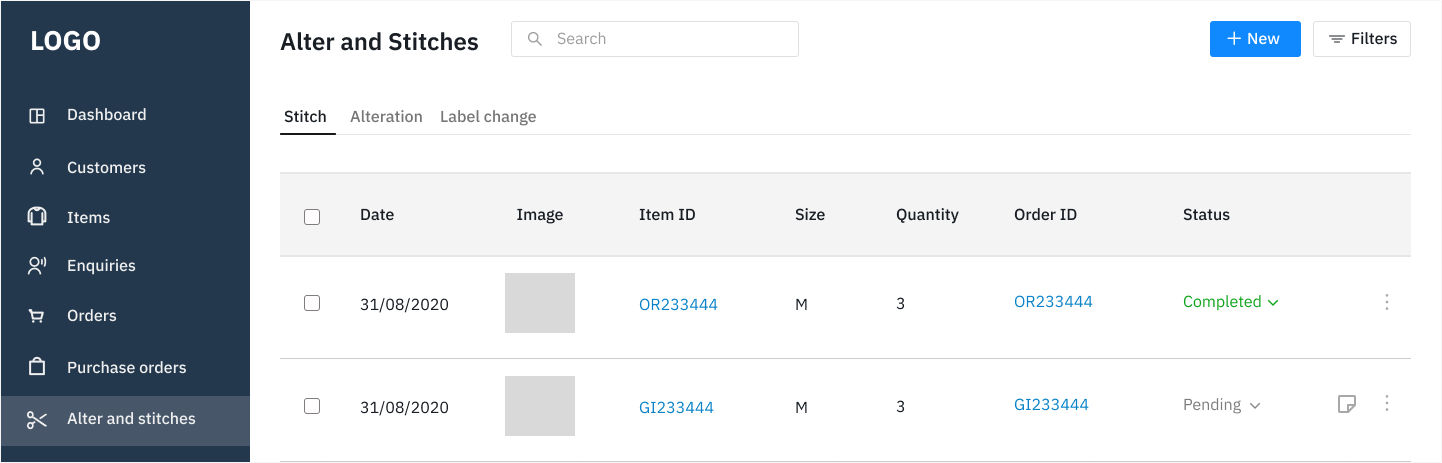 LOGO
Dashboard
Customers
Items
Enquiries
Orders
Purchase orders
Alter and stitches
Alter and Stitches
Search
+ New
Filters
Stitch Alteration Label change
Date Image Item ID Size Quantity Order ID Status
31/08/2020 OR233444 M 3 OR233444 Completed
31/08/2020 GI233444 M 3 GI233444 Pending